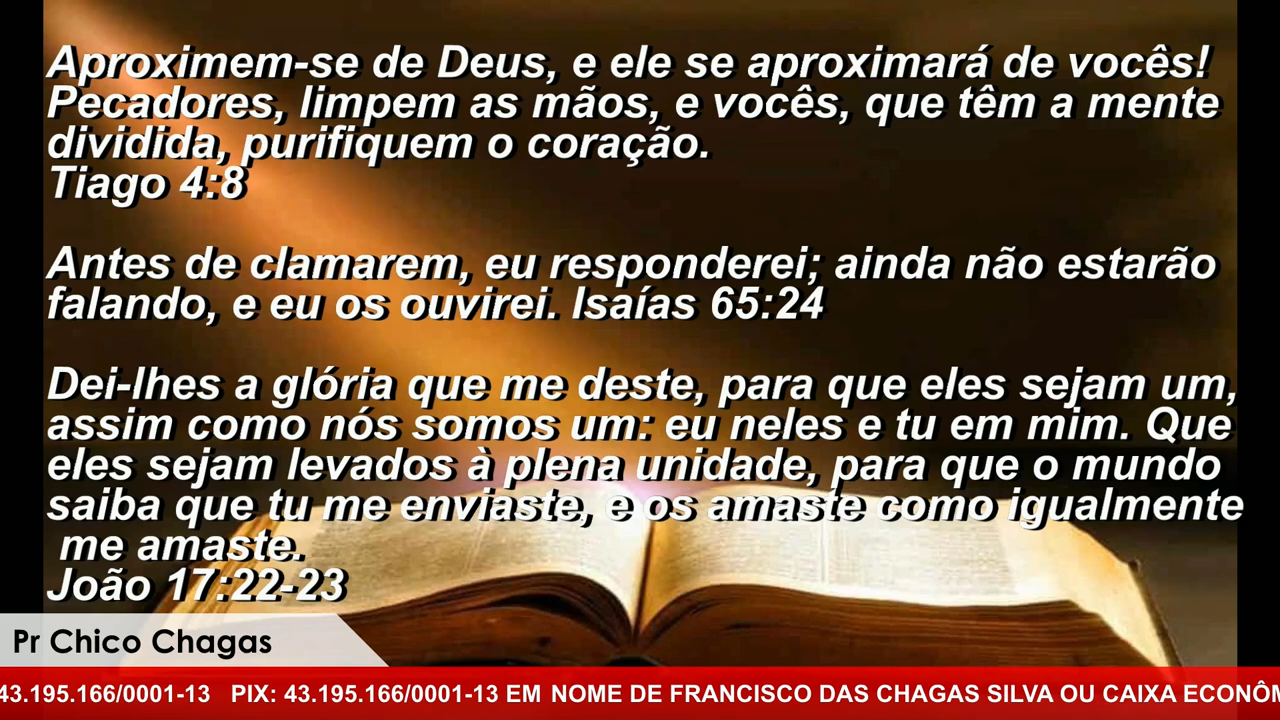 Aproximem-se de Deus, e ele se aproximará de vocês!
Pecadores, limpem as mãos, e vocês, que têm a mente
dividida, purifiquem o coração.
Tiago 4:8
Antes de clamarem, eu responderei; ainda não estarão
falando, e eu os ouvirei. Isaías 65:24
Dei-lhes a glória que me deste, para que eles sejam um,
assim como nós somos um: eu neles e tu em mim. Que
eles sejam levados à plena unidade, para que o mundo
saiba que tu me enviaste, e os amaste como igualmente
me amaste.
João 17:22-23
Pr Chico Chagas
43.195.166/0001-13 PIX: 43.195.166/0001-13 EM NOME DE FRANCISCO DAS CHAGAS SILVA OU CAIXA ECONÔM